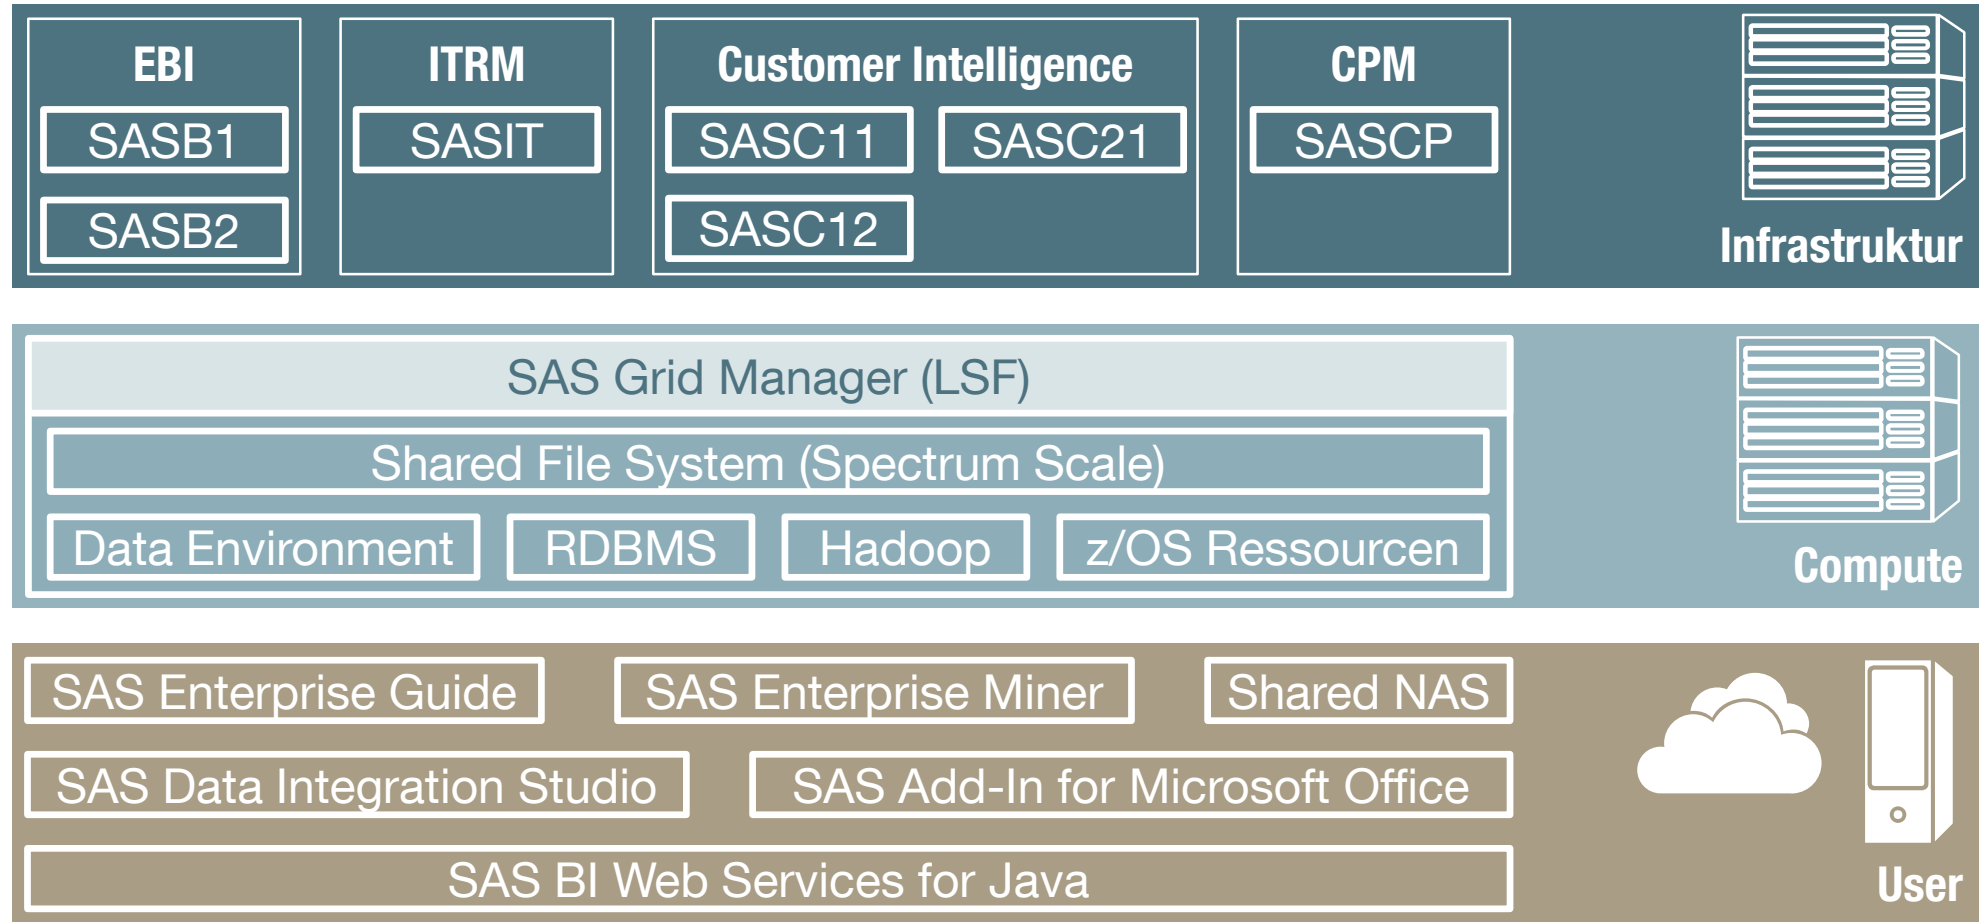 EBI
SASB1
SASB2
ITRM
SASIT
Customer Intelligence
SASC11
SASC21
SASC12
CPM
SASCP
Infrastruktur
SAS Grid Manager (LSF)
Shared File System (Spectrum Scale)
Data Environment
RDBMS
Hadoop
z/OS Ressourcen
Compute
SAS Enterprise Guide
SAS Enterprise Miner
Shared NAS
SAS Data Integration Studio
SAS Add-In for Microsoft Office
SAS BI Web Services for Java
User